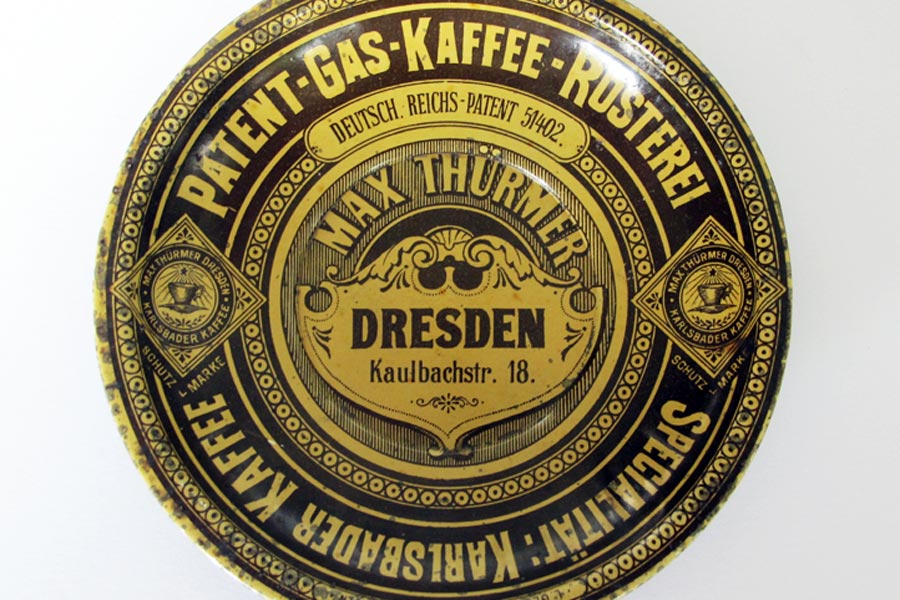 PATENT-GAS-KAFFEE-RÖSTEREI
DEUTSCH. REICHS-PATENT 51402.
MAX THÜRMER
DRESDEN
Kaulbachstr. 18.
MAX THÜRMER DRESDEN
KARLSBADER KAFFEE
SCHUTZ - MARKE
MAX THÜRMER DRESDEN
KARLSBADER KAFFEE
SCHUTZ - MARKE
SPECIALITÄT: KARLSBADER KAFFEE